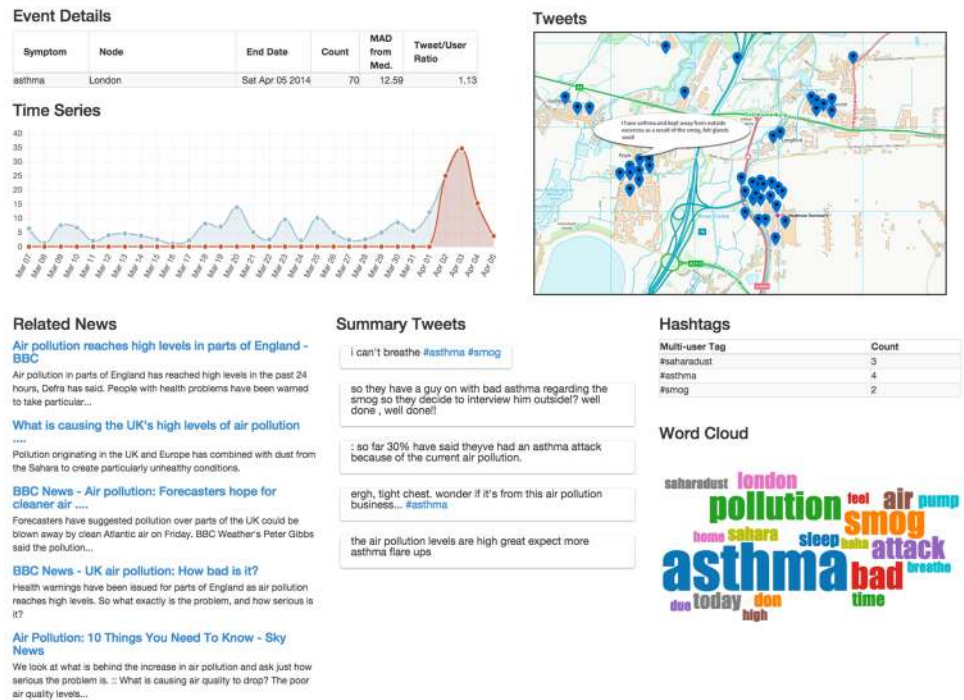 Event Details
Symptom Node End Date Count MAD from Med. Tweet/User Ratio
asthma London Sat Apr 05 2014 70 12.59 1.13
Time Series
40
35
30
25
20
15
10
5
0
Mar 07 Mar 08 Mar 09 Mar 10 Mar 11 Mar 12 Mar 13 Mar 14 Mar 15 Mar 16 Mar 17 Mar 18 Mar 19 Mar 20 Mar 21 Mar 22 Mar 23 Mar 24 Mar 25 Mar 26 Mar 27 Mar 28 Mar 29 Mar 30 Mar 31 Apr 01 Apr 02 Apr 03 Apr 04 Apr 05
Tweets
I have asthma and kept away from outside
excercise as a result of the smog, felt glands
swell
Poyle
Related News
Air pollution reaches high levels in parts of England -
BBC
Air pollution in parts of England has reached high levels in the past 24
hours, Defra has said. People with health problems have been warned
to take particular...
What is causing the UK's high levels of air pollution
....
Pollution originating in the UK and Europe has combined with dust from
the Sahara to create particularly unhealthy conditions.
BBC News - Air pollution: Forecasters hope for
cleaner air ....
Forecasters have suggested pollution over parts of the UK could be
blown away by clean Atlantic air on Friday. BBC Weather's Peter Gibbs
said the pollution...
BBC News - UK air pollution: How bad is it?
Health warnings have been issued for parts of England as air pollution
reaches high levels. So what exactly is the problem, and how serious is
it?
Air Pollution: 10 Things You Need To Know - Sky
News
We look at what is behind the increase in air pollution and ask just how
serious the problem is. :: What is causing air quality to drop? The poor
air quality levels...
Summary Tweets
i can't breathe #asthma #smog
so they have a guy on with bad asthma regarding the
smog so they decide to interview him outside!? well
done , well done!!
: so far 30% have said theyve had an asthma attack
because of the current air pollution.
ergh, tight chest. wonder if it's from this air pollution
business... #asthma
the air pollution levels are high great expect more
asthma flare ups
Hashtags
Multi-user Tag Count
#saharadust 3
#asthma 4
#smog 2
Word Cloud
saharadust london
pollution feel air pump
smog
home sahara sleep haha attack
asthma bad breathe
due today don time
high